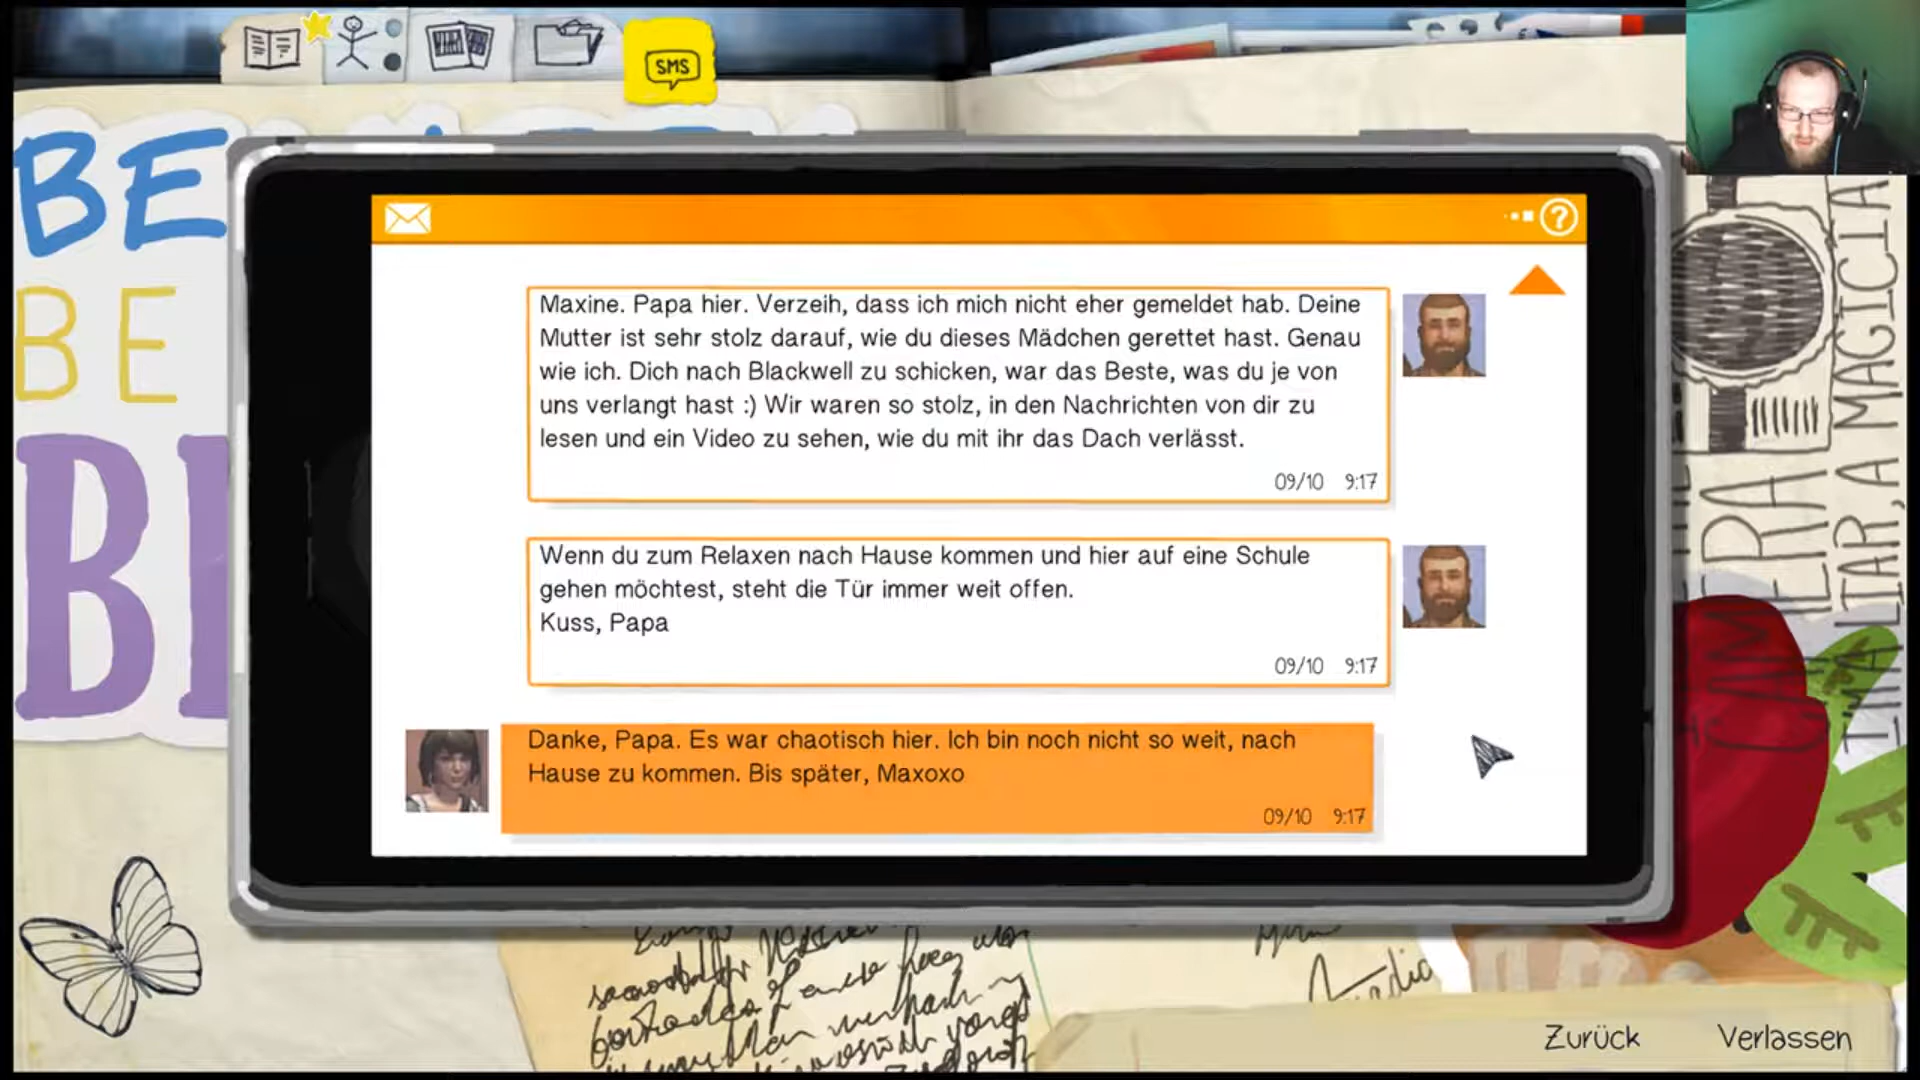 SMS
BE
BE
Maxine. Papa hier. Verzeih, dass ich mich nicht eher gemeldet hab. Deine
Mutter ist sehr stolz darauf, wie du dieses Mädchen gerettet hast. Genau
wie ich. Dich nach Blackwell zu schicken, war das Beste, was du je von
uns verlangt hast :) Wir waren so stolz, in den Nachrichten von dir zu
lesen und ein Video zu sehen, wie du mit ihr das Dach verlässt.
09/10 9:17
Wenn du zum Relaxen nach Hause kommen und hier auf eine Schule
gehen möchtest, steht die Tür immer weit offen.
Kuss, Papa
09/10 9:17
Danke, Papa. Es war chaotisch hier. Ich bin noch nicht so weit, nach
Hause zu kommen. Bis später, Maxoxo
09/10 9:17
LIAR, A MAGICIA
Zurück
Verlassen